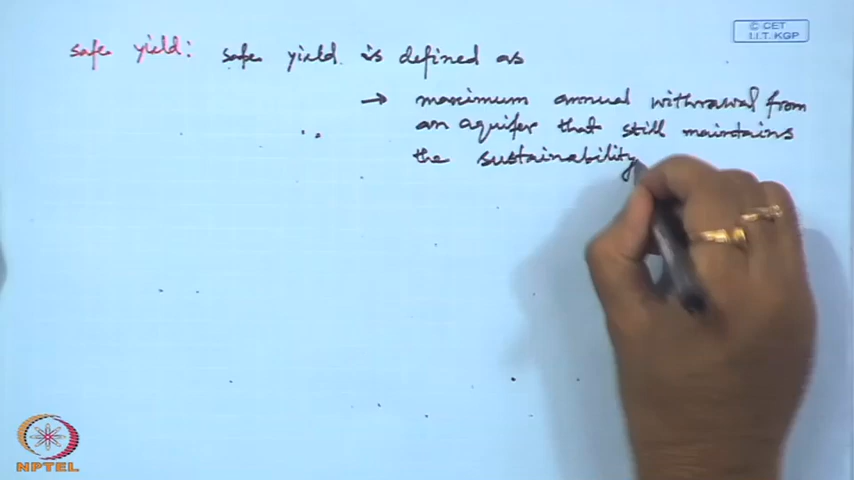 © CET
I.I.T. KGP
safe yield: safe yield is defined as
→ maximum annual withrawal from
an aquifer that still maintains
the sustainability
NPTEL